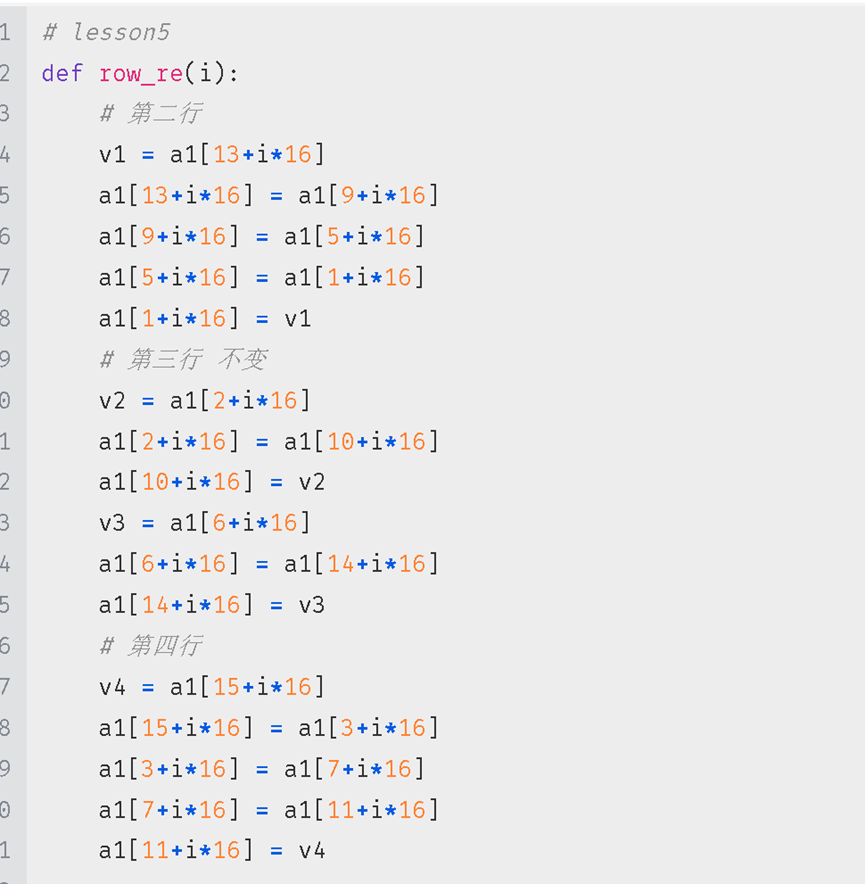 1 # lesson5
2 def row_re(i):
3 # 第二行
4 v1 = a1[13+i*16]
5 a1[13+i*16] = a1[9+i*16]
6 a1[9+i*16] = a1[5+i*16]
7 a1[5+i*16] = a1[1+i*16]
8 a1[1+i*16] = v1
9 # 第三行 不变
0 v2 = a1[2+i*16]
1 a1[2+i*16] = a1[10+i*16]
2 a1[10+i*16] = v2
3 v3 = a1[6+i*16]
4 a1[6+i*16] = a1[14+i*16]
5 a1[14+i*16] = v3
6 # 第四行
7 v4 = a1[15+i*16]
8 a1[15+i*16] = a1[3+i*16]
9 a1[3+i*16] = a1[7+i*16]
0 a1[7+i*16] = a1[11+i*16]
1 a1[11+i*16] = v4